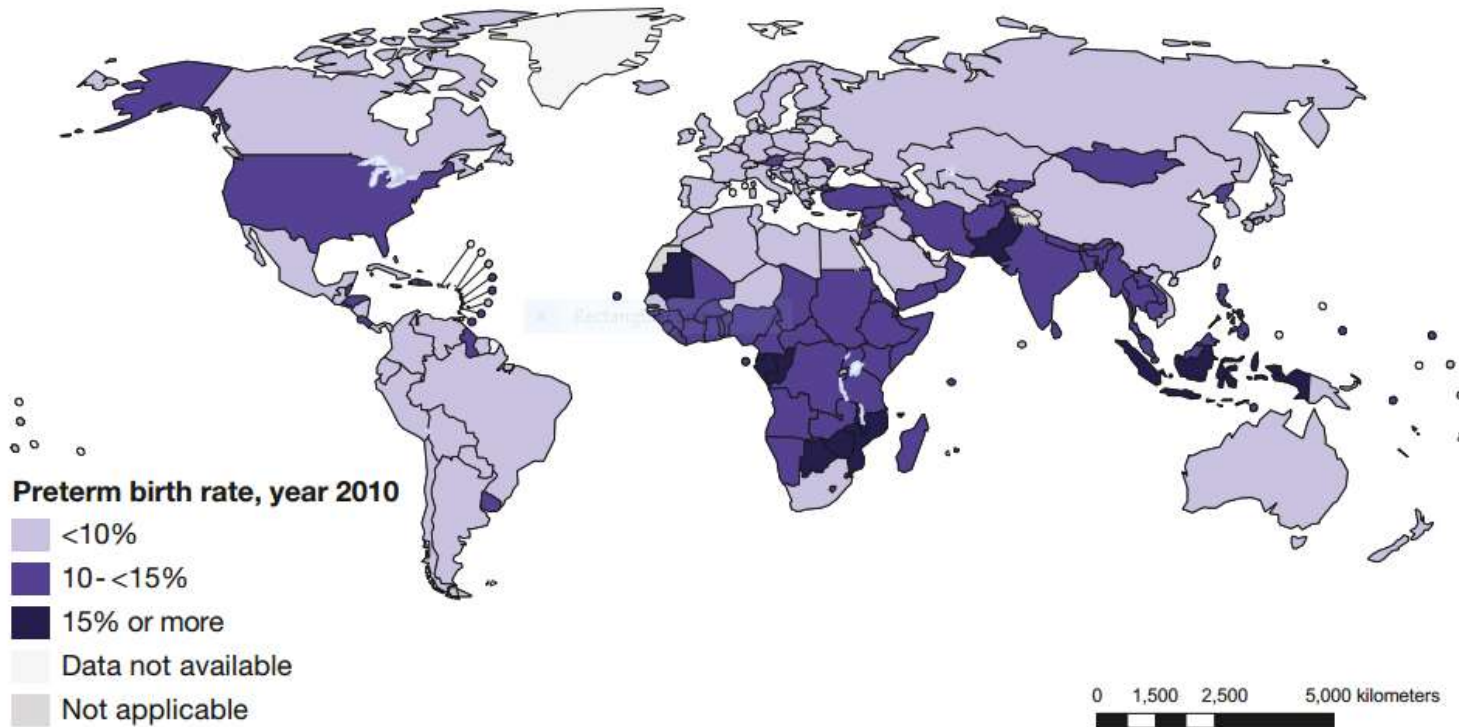 Preterm birth rate, year 2010
<10%
10-<15%
15% or more
Data not available
Not applicable
0 1,500 2,500 5,000 kilometers